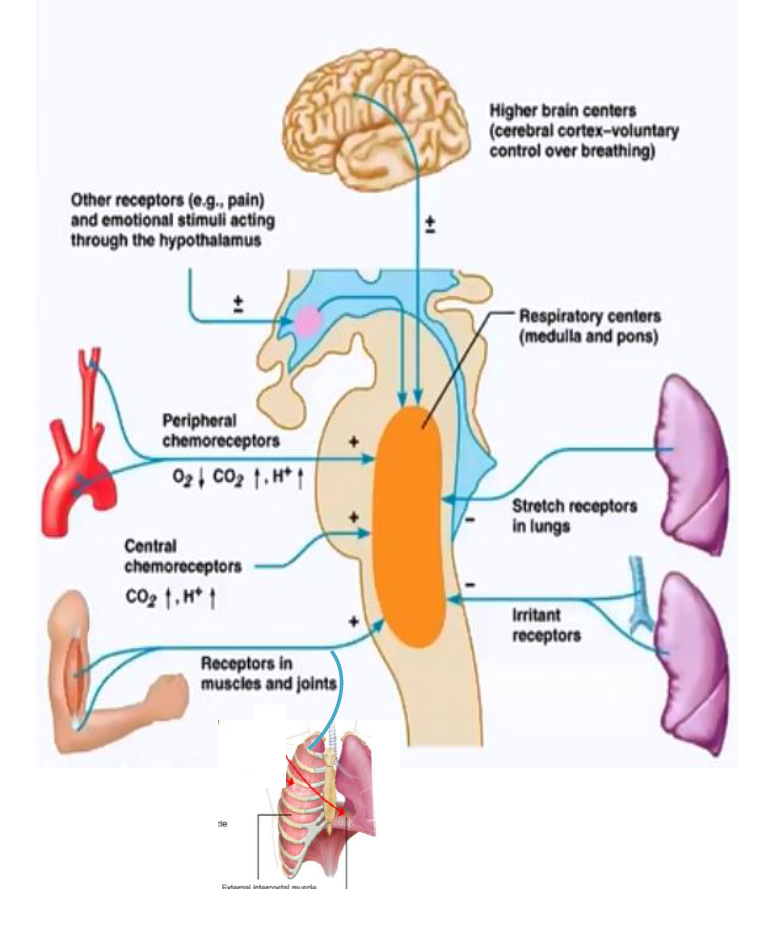 Higher brain centers
(cerebral cortex–voluntary
control over breathing)
Other receptors (e.g., pain)
and emotional stimuli acting
through the hypothalamus
±
±
Respiratory centers
(medulla and pons)
Peripheral
chemoreceptors
+
O₂ ↓ CO₂ ↑, H⁺ ↑
Stretch receptors
in lungs
+
–
Central
chemoreceptors
CO₂ ↑, H⁺ ↑
–
Irritant
receptors
+
Receptors in
muscles and joints
cle
External intercostal muscle